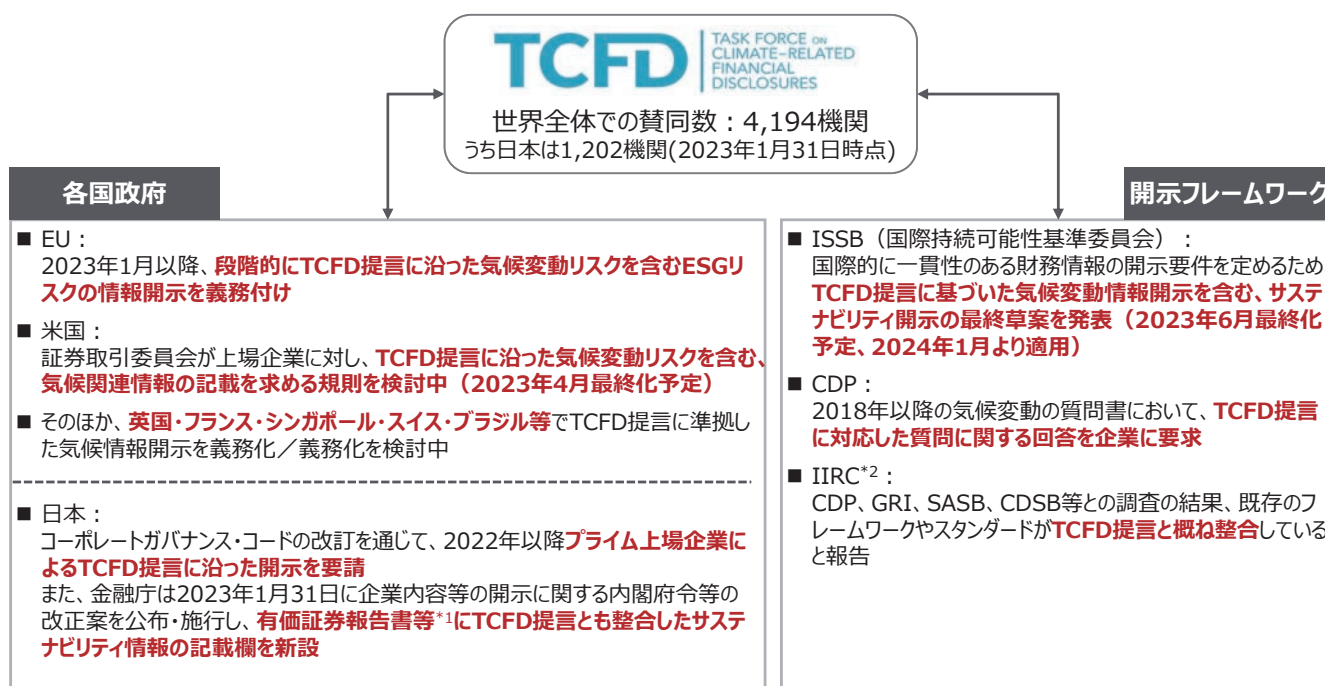 TCFD
TASK FORCE ON
CLIMATE-RELATED
FINANCIAL
DISCLOSURES
世界全体での賛同数：4,194機関
うち日本は1,202機関(2023年1月31日時点)
各国政府
■ EU：
2023年1月以降、段階的にTCFD提言に沿った気候変動リスクを含むESGリ
スクの情報開示を義務付け
■ 米国：
証券取引委員会が上場企業に対し、TCFD提言に沿った気候変動リスクを含む、
気候関連情報の記載を求める規則を検討中（2023年4月最終化予定）
■ そのほか、英国・フランス・シンガポール・スイス・ブラジル等でTCFD提言に準拠し
た気候情報開示を義務化／義務化を検討中
■ 日本：
コーポレートガバナンス・コードの改訂を通じて、2022年以降プライム上場企業に
よるTCFD提言に沿った開示を要請
また、金融庁は2023年1月31日に企業内容等の開示に関する内閣府令等の
改正案を公布・施行し、有価証券報告書等*1にTCFD提言とも整合したサステ
ナビリティ情報の記載欄を新設
開示フレームワーク
■ ISSB（国際持続可能性基準委員会）：
国際的に一貫性のある財務情報の開示要件を定めるため
TCFD提言に基づいた気候変動情報開示を含む、サステ
ナビリティ開示の最終草案を発表（2023年6月最終化
予定、2024年1月より適用）
■ CDP：
2018年以降の気候変動の質問書において、TCFD提言
に対応した質問に関する回答を企業に要求
■ IIRC*2：
CDP、GRI、SASB、CDSB等との調査の結果、既存のフ
レームワークやスタンダードがTCFD提言と概ね整合している
と報告